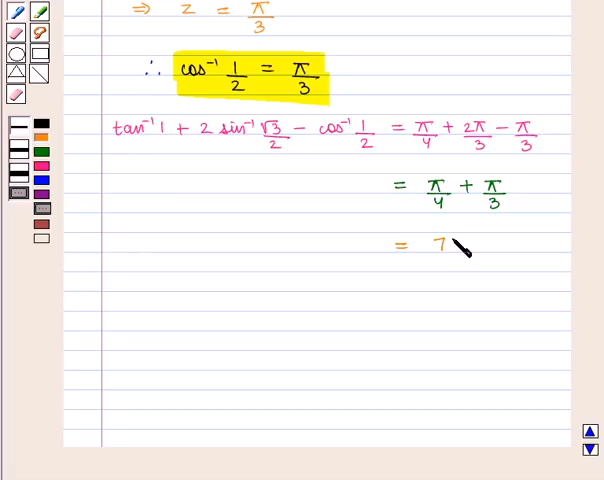 ⇒ z = π/3
∴ cos⁻¹ 1/2 = π/3
tan⁻¹ 1 + 2 sin⁻¹ √3/2 − cos⁻¹ 1/2 = π/4 + 2π/3 − π/3
= π/4 + π/3
= 7